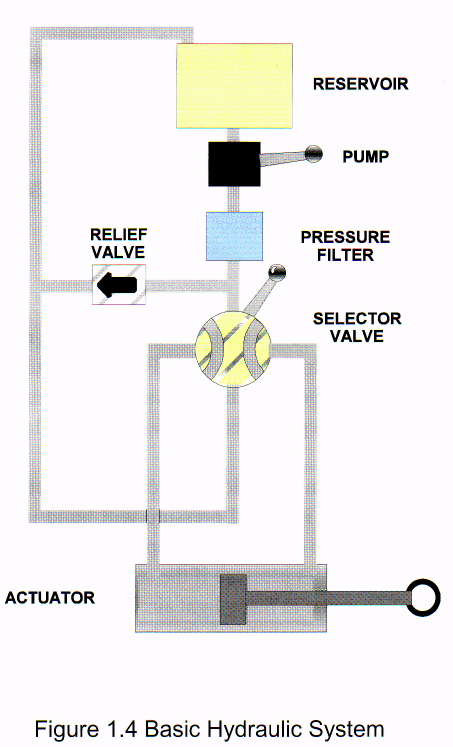 RESERVOIR
PUMP
RELIEF
VALVE
PRESSURE
FILTER
SELECTOR
VALVE
ACTUATOR
Figure 1.4 Basic Hydraulic System